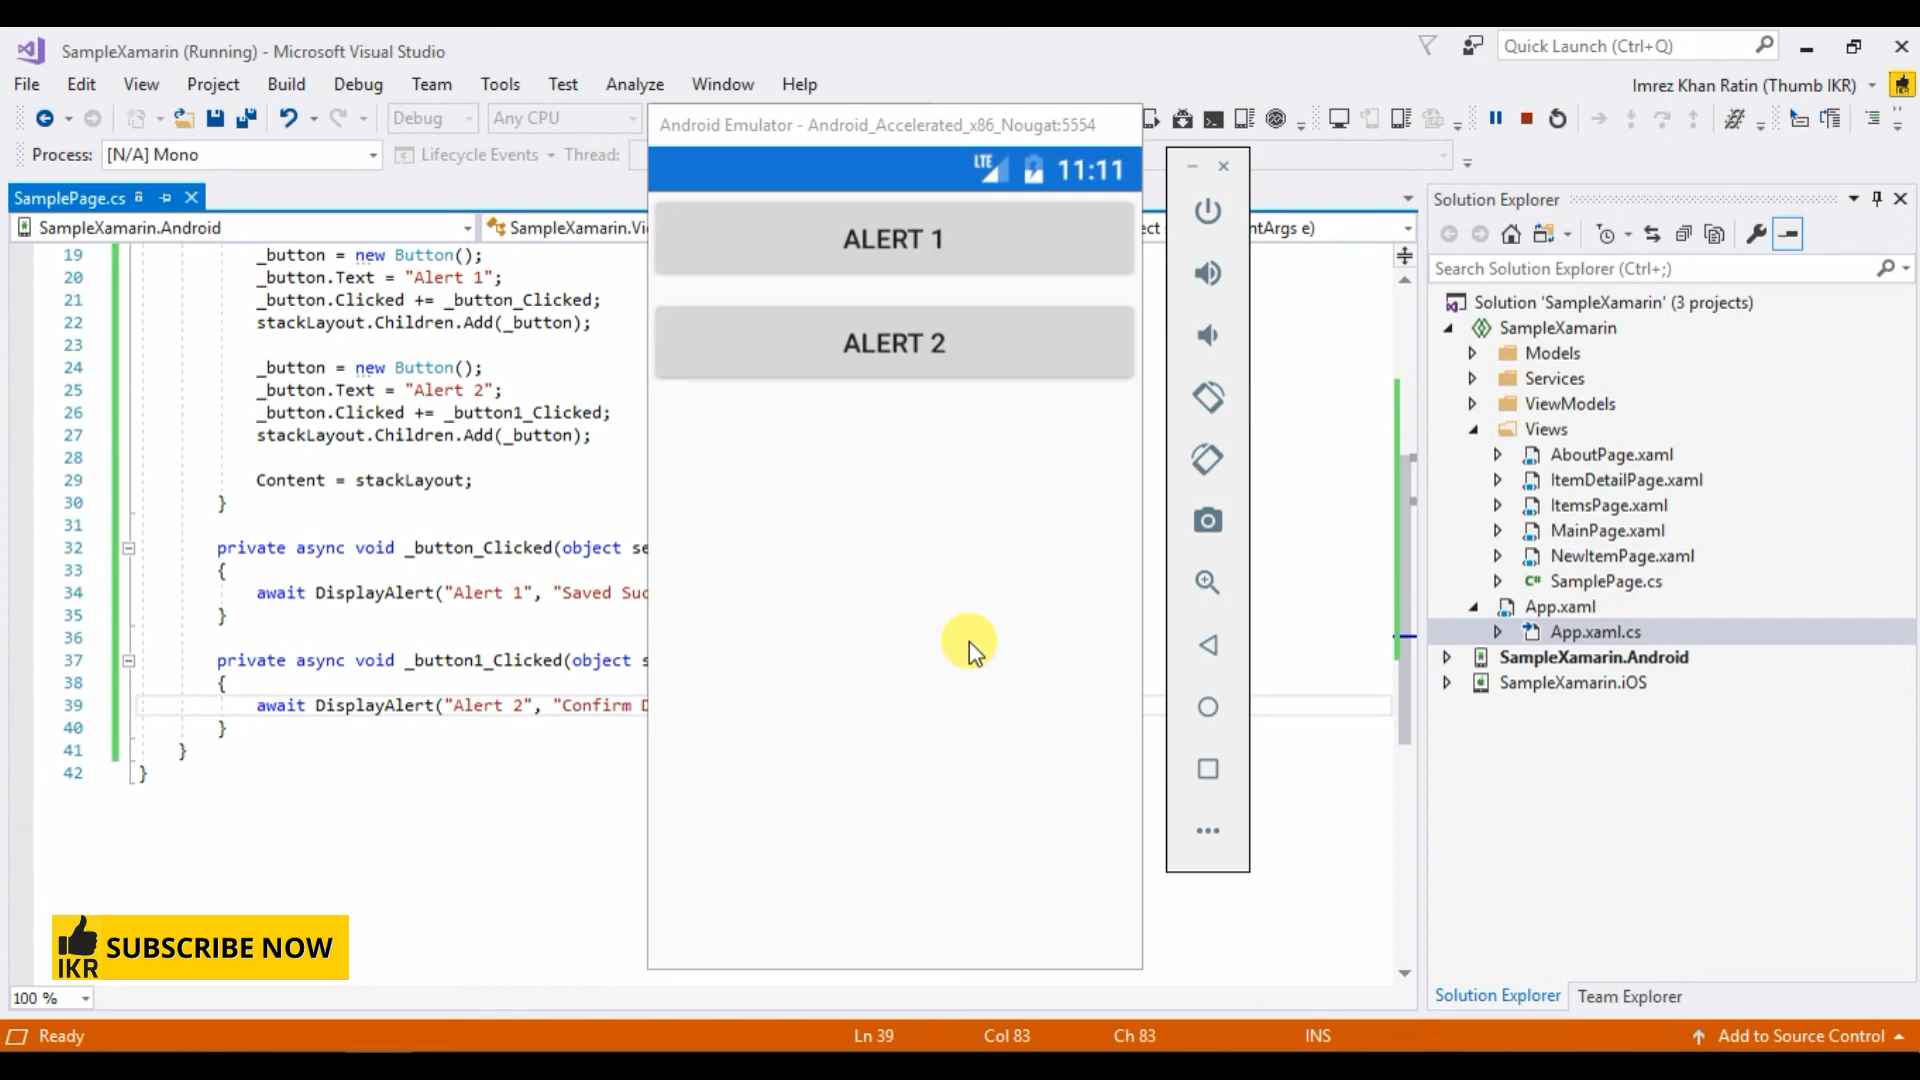 SampleXamarin (Running) - Microsoft Visual Studio
Quick Launch (Ctrl+Q)
File Edit View Project Build Debug Team Tools Test Analyze Window Help
Imrez Khan Ratin (Thumb IKR)
Debug Any CPU
Process: [N/A] Mono Lifecycle Events Thread:
SamplePage.cs
SampleXamarin.Android SampleXamarin.Vi ntArgs e)
19 _button = new Button();
20 _button.Text = "Alert 1";
21 _button.Clicked += _button_Clicked;
22 stackLayout.Children.Add(_button);
23
24 _button = new Button();
25 _button.Text = "Alert 2";
26 _button.Clicked += _button1_Clicked;
27 stackLayout.Children.Add(_button);
28
29 Content = stackLayout;
30 }
31
32 private async void _button_Clicked(object se
33 {
34 await DisplayAlert("Alert 1", "Saved Suc
35 }
36
37 private async void _button1_Clicked(object s
38 {
39 await DisplayAlert("Alert 2", "Confirm D
40 }
41 }
42 }
Android Emulator - Android_Accelerated_x86_Nougat:5554
LTE 11:11
ALERT 1
ALERT 2
Solution Explorer
Search Solution Explorer (Ctrl+;)
Solution 'SampleXamarin' (3 projects)
SampleXamarin
Models
Services
ViewModels
Views
AboutPage.xaml
ItemDetailPage.xaml
ItemsPage.xaml
MainPage.xaml
NewItemPage.xaml
C# SamplePage.cs
App.xaml
App.xaml.cs
SampleXamarin.Android
SampleXamarin.iOS
IKR SUBSCRIBE NOW
100 %
Solution Explorer Team Explorer
Ready Ln 39 Col 83 Ch 83 INS Add to Source Control